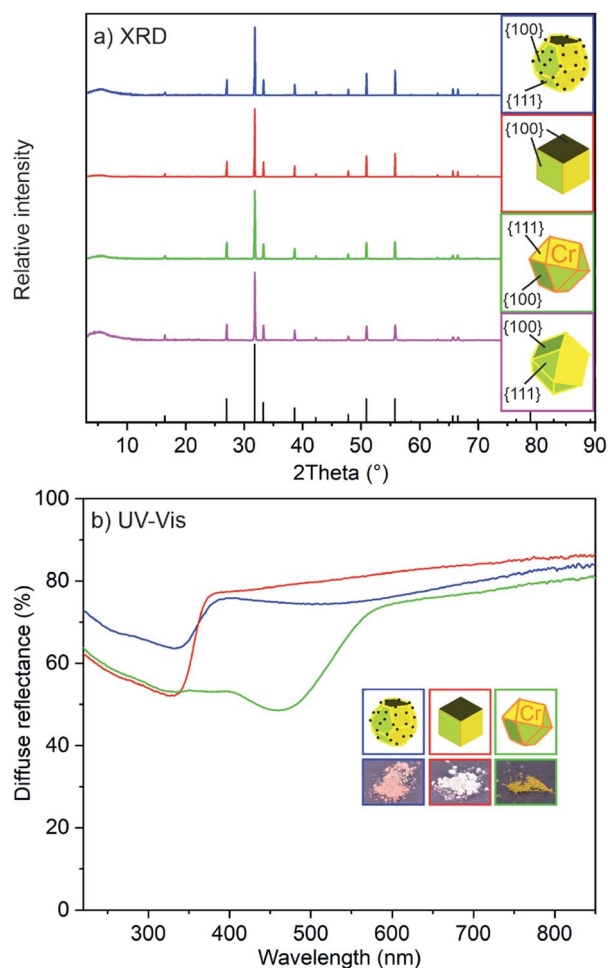 a) XRD
Relative intensity
{100}
{111}
{100}
{111}
Cr
{100}
{100}
{111}
10 20 30 40 50 60 70 80 90
2Theta (°)
b) UV-Vis
Diffuse reflectance (%)
100
80
60
40
20
0
Cr
300 400 500 600 700 800
Wavelength (nm)